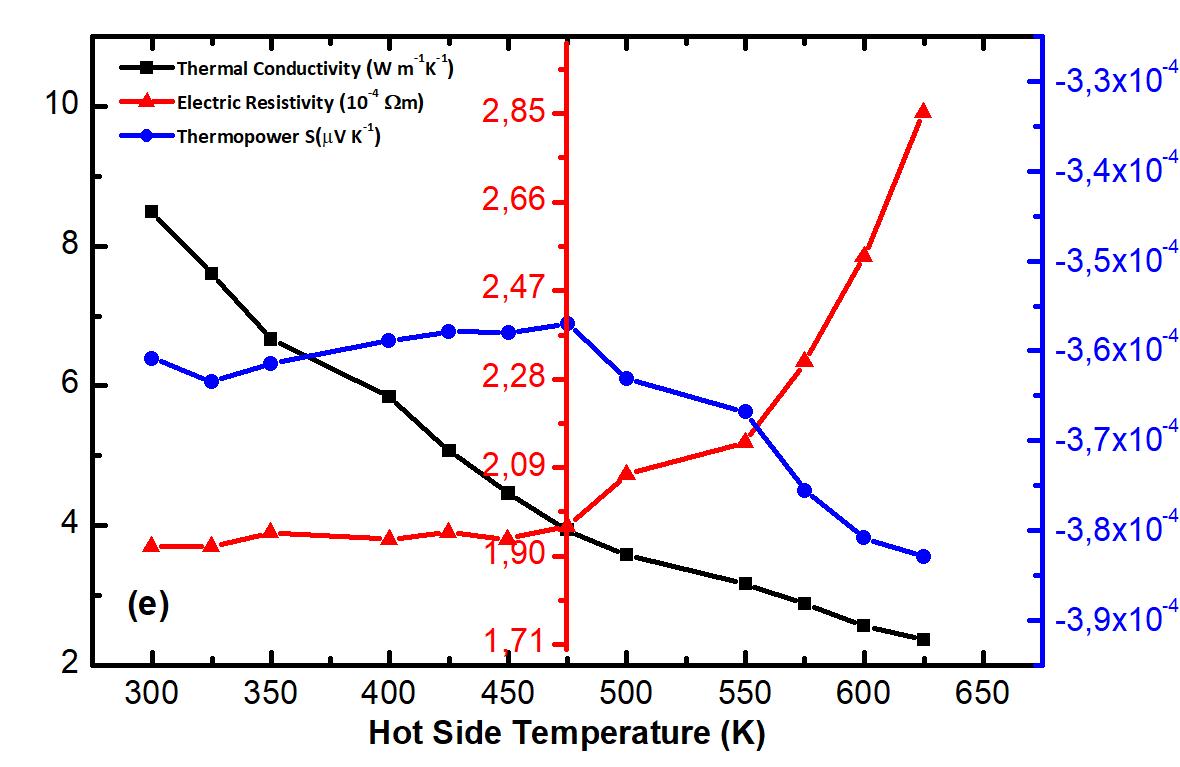 Thermal Conductivity (W m⁻¹K⁻¹)
Electric Resistivity (10⁻⁴ Ωm)
Thermopower S(μV K⁻¹)
10
8
6
4
2
2,85
2,66
2,47
2,28
2,09
1,90
1,71
-3,3x10⁻⁴
-3,4x10⁻⁴
-3,5x10⁻⁴
-3,6x10⁻⁴
-3,7x10⁻⁴
-3,8x10⁻⁴
-3,9x10⁻⁴
(e)
300 350 400 450 500 550 600 650
Hot Side Temperature (K)